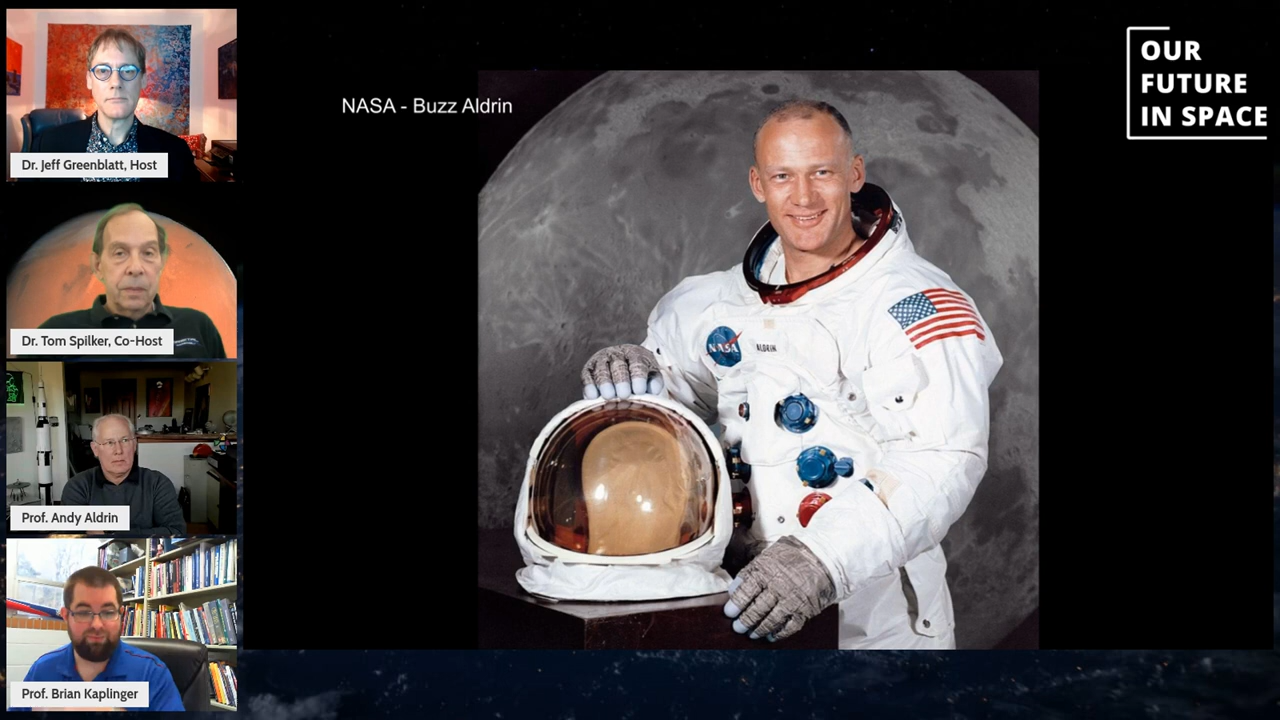 Dr. Jeff Greenblatt, Host
Dr. Tom Spilker, Co-Host
Prof. Andy Aldrin
Prof. Brian Kaplinger
NASA - Buzz Aldrin
NASA
ALDRIN
OUR
FUTURE
IN SPACE